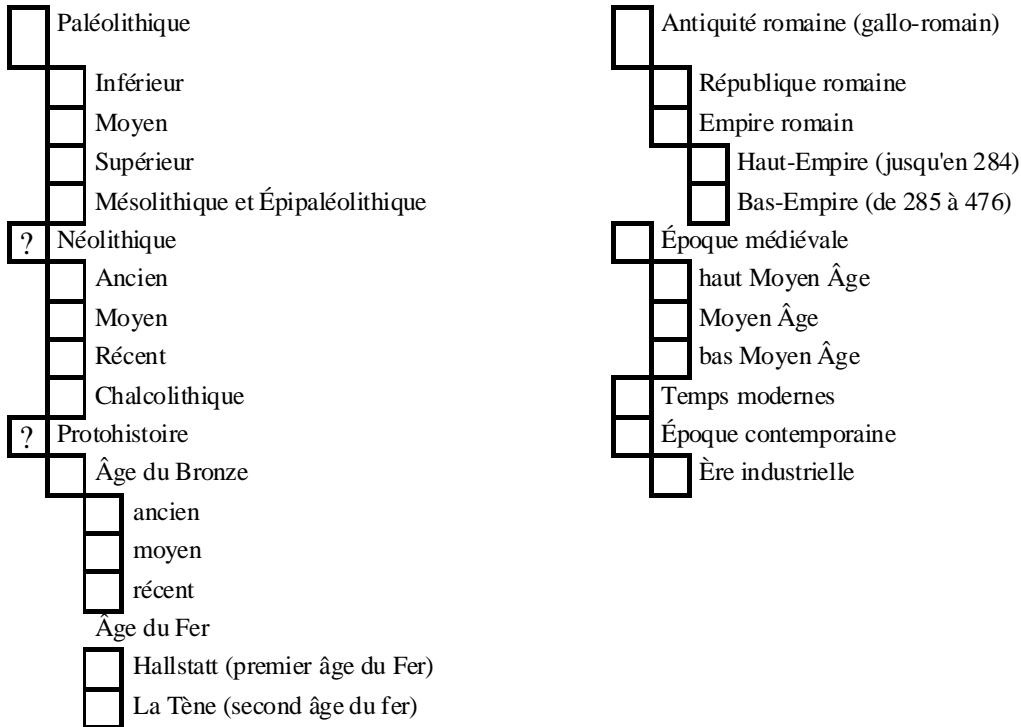 Paléolithique
Inférieur
Moyen
Supérieur
Mésolithique et Épipaléolithique
? Néolithique
Ancien
Moyen
Récent
Chalcolithique
? Protohistoire
Âge du Bronze
ancien
moyen
récent
Âge du Fer
Hallstatt (premier âge du Fer)
La Tène (second âge du fer)
Antiquité romaine (gallo-romain)
République romaine
Empire romain
Haut-Empire (jusqu'en 284)
Bas-Empire (de 285 à 476)
Époque médiévale
haut Moyen Âge
Moyen Âge
bas Moyen Âge
Temps modernes
Époque contemporaine
Ère industrielle